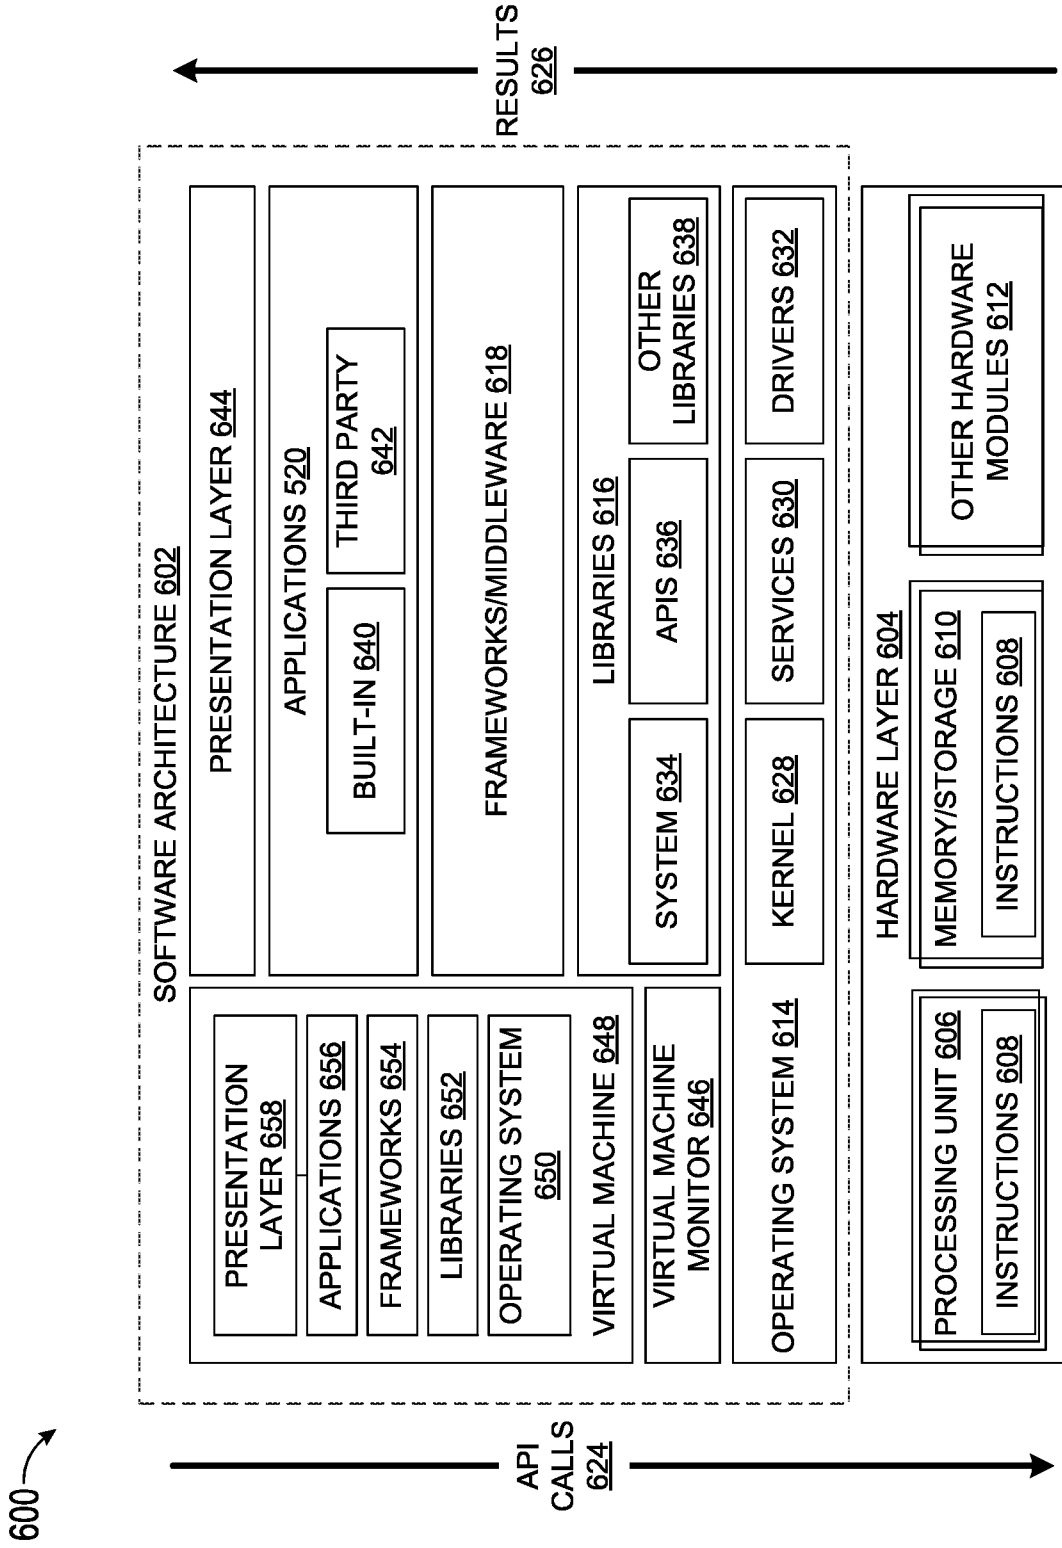 600
SOFTWARE ARCHITECTURE 602
PRESENTATION
LAYER 658
APPLICATIONS 656
FRAMEWORKS 654
LIBRARIES 652
OPERATING SYSTEM
650
VIRTUAL MACHINE 648
VIRTUAL MACHINE
MONITOR 646
PRESENTATION LAYER 644
APPLICATIONS 520
BUILT-IN 640
THIRD PARTY
642
FRAMEWORKS/MIDDLEWARE 618
LIBRARIES 616
SYSTEM 634
APIS 636
OTHER
LIBRARIES 638
OPERATING SYSTEM 614
KERNEL 628
SERVICES 630
DRIVERS 632
HARDWARE LAYER 604
PROCESSING UNIT 606
INSTRUCTIONS 608
MEMORY/STORAGE 610
INSTRUCTIONS 608
OTHER HARDWARE
MODULES 612
API
CALLS
624
RESULTS
626